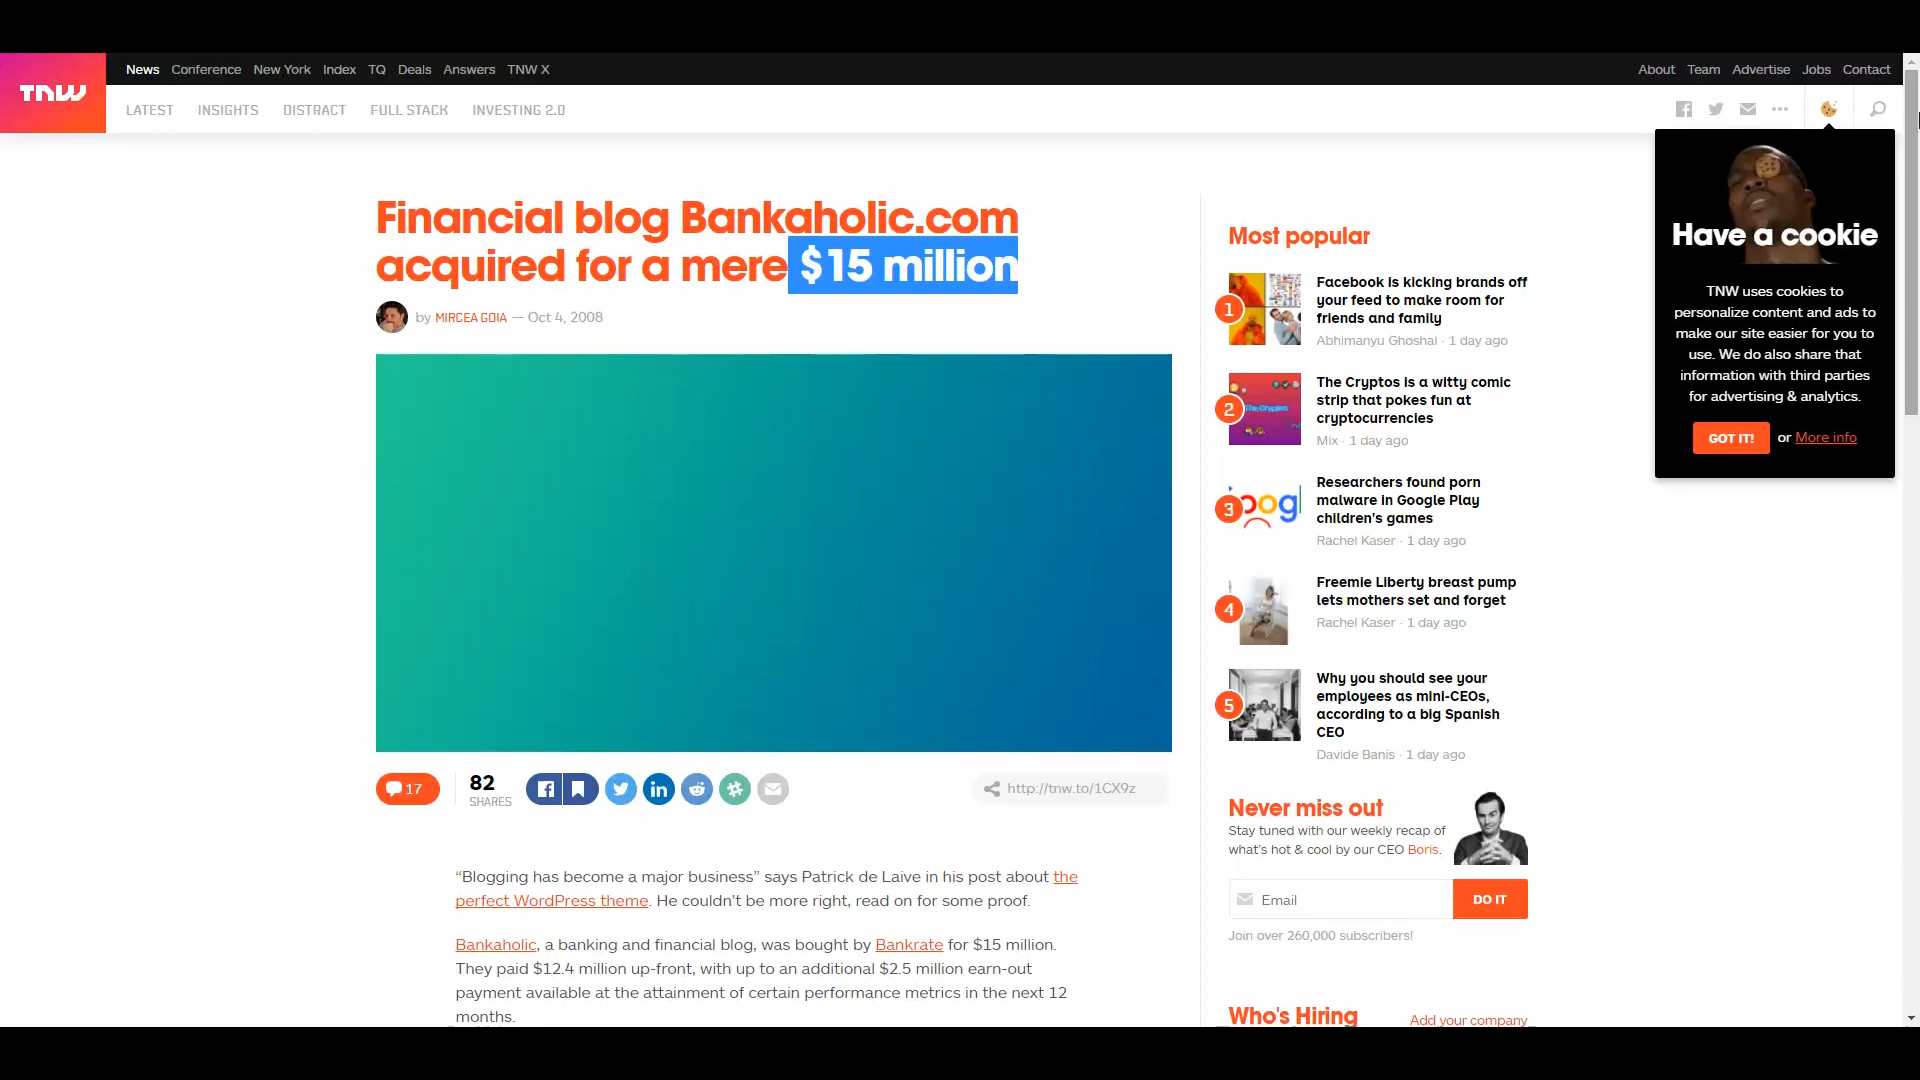 TNW
News Conference New York Index TQ Deals Answers TNW X
About Team Advertise Jobs Contact
LATEST INSIGHTS DISTRACT FULL STACK INVESTING 2.0
Financial blog Bankaholic.com
acquired for a mere $15 million
by MIRCEA GOIA — Oct 4, 2008
17
82
SHARES
http://tnw.to/1CX9z
“Blogging has become a major business” says Patrick de Laive in his post about the
perfect WordPress theme. He couldn’t be more right, read on for some proof.
Bankaholic, a banking and financial blog, was bought by Bankrate for $15 million.
They paid $12.4 million up-front, with up to an additional $2.5 million earn-out
payment available at the attainment of certain performance metrics in the next 12
months.
Most popular
1
Facebook is kicking brands off
your feed to make room for
friends and family
Abhimanyu Ghoshal · 1 day ago
2
The Cryptos
The Cryptos is a witty comic
strip that pokes fun at
cryptocurrencies
Mix · 1 day ago
3
oog
Researchers found porn
malware in Google Play
children’s games
Rachel Kaser · 1 day ago
4
Freemie Liberty breast pump
lets mothers set and forget
Rachel Kaser · 1 day ago
5
Why you should see your
employees as mini-CEOs,
according to a big Spanish
CEO
Davide Banis · 1 day ago
Never miss out
Stay tuned with our weekly recap of
what’s hot & cool by our CEO Boris.
Email
DO IT
Join over 260,000 subscribers!
Who's Hiring
Add your company
Have a cookie
TNW uses cookies to
personalize content and ads to
make our site easier for you to
use. We do also share that
information with third parties
for advertising & analytics.
GOT IT! or More info